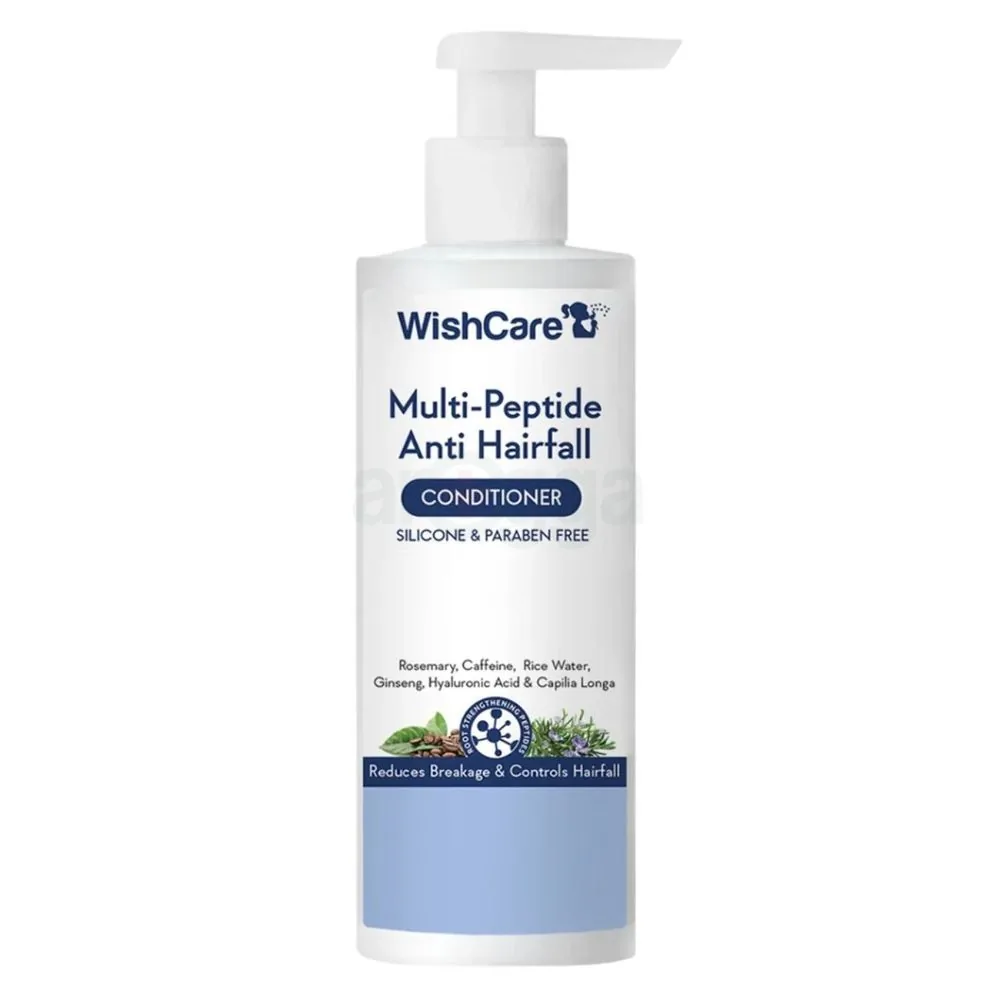 WishCare
Multi-Peptide
Anti Hairfall
CONDITIONER
SILICONE & PARABEN FREE
Rosemary, Caffeine, Rice Water,
Ginseng, Hyaluronic Acid & Capilia Longa
ROOT STRENGTHENING PEPTIDES
Reduces Breakage & Controls Hairfall